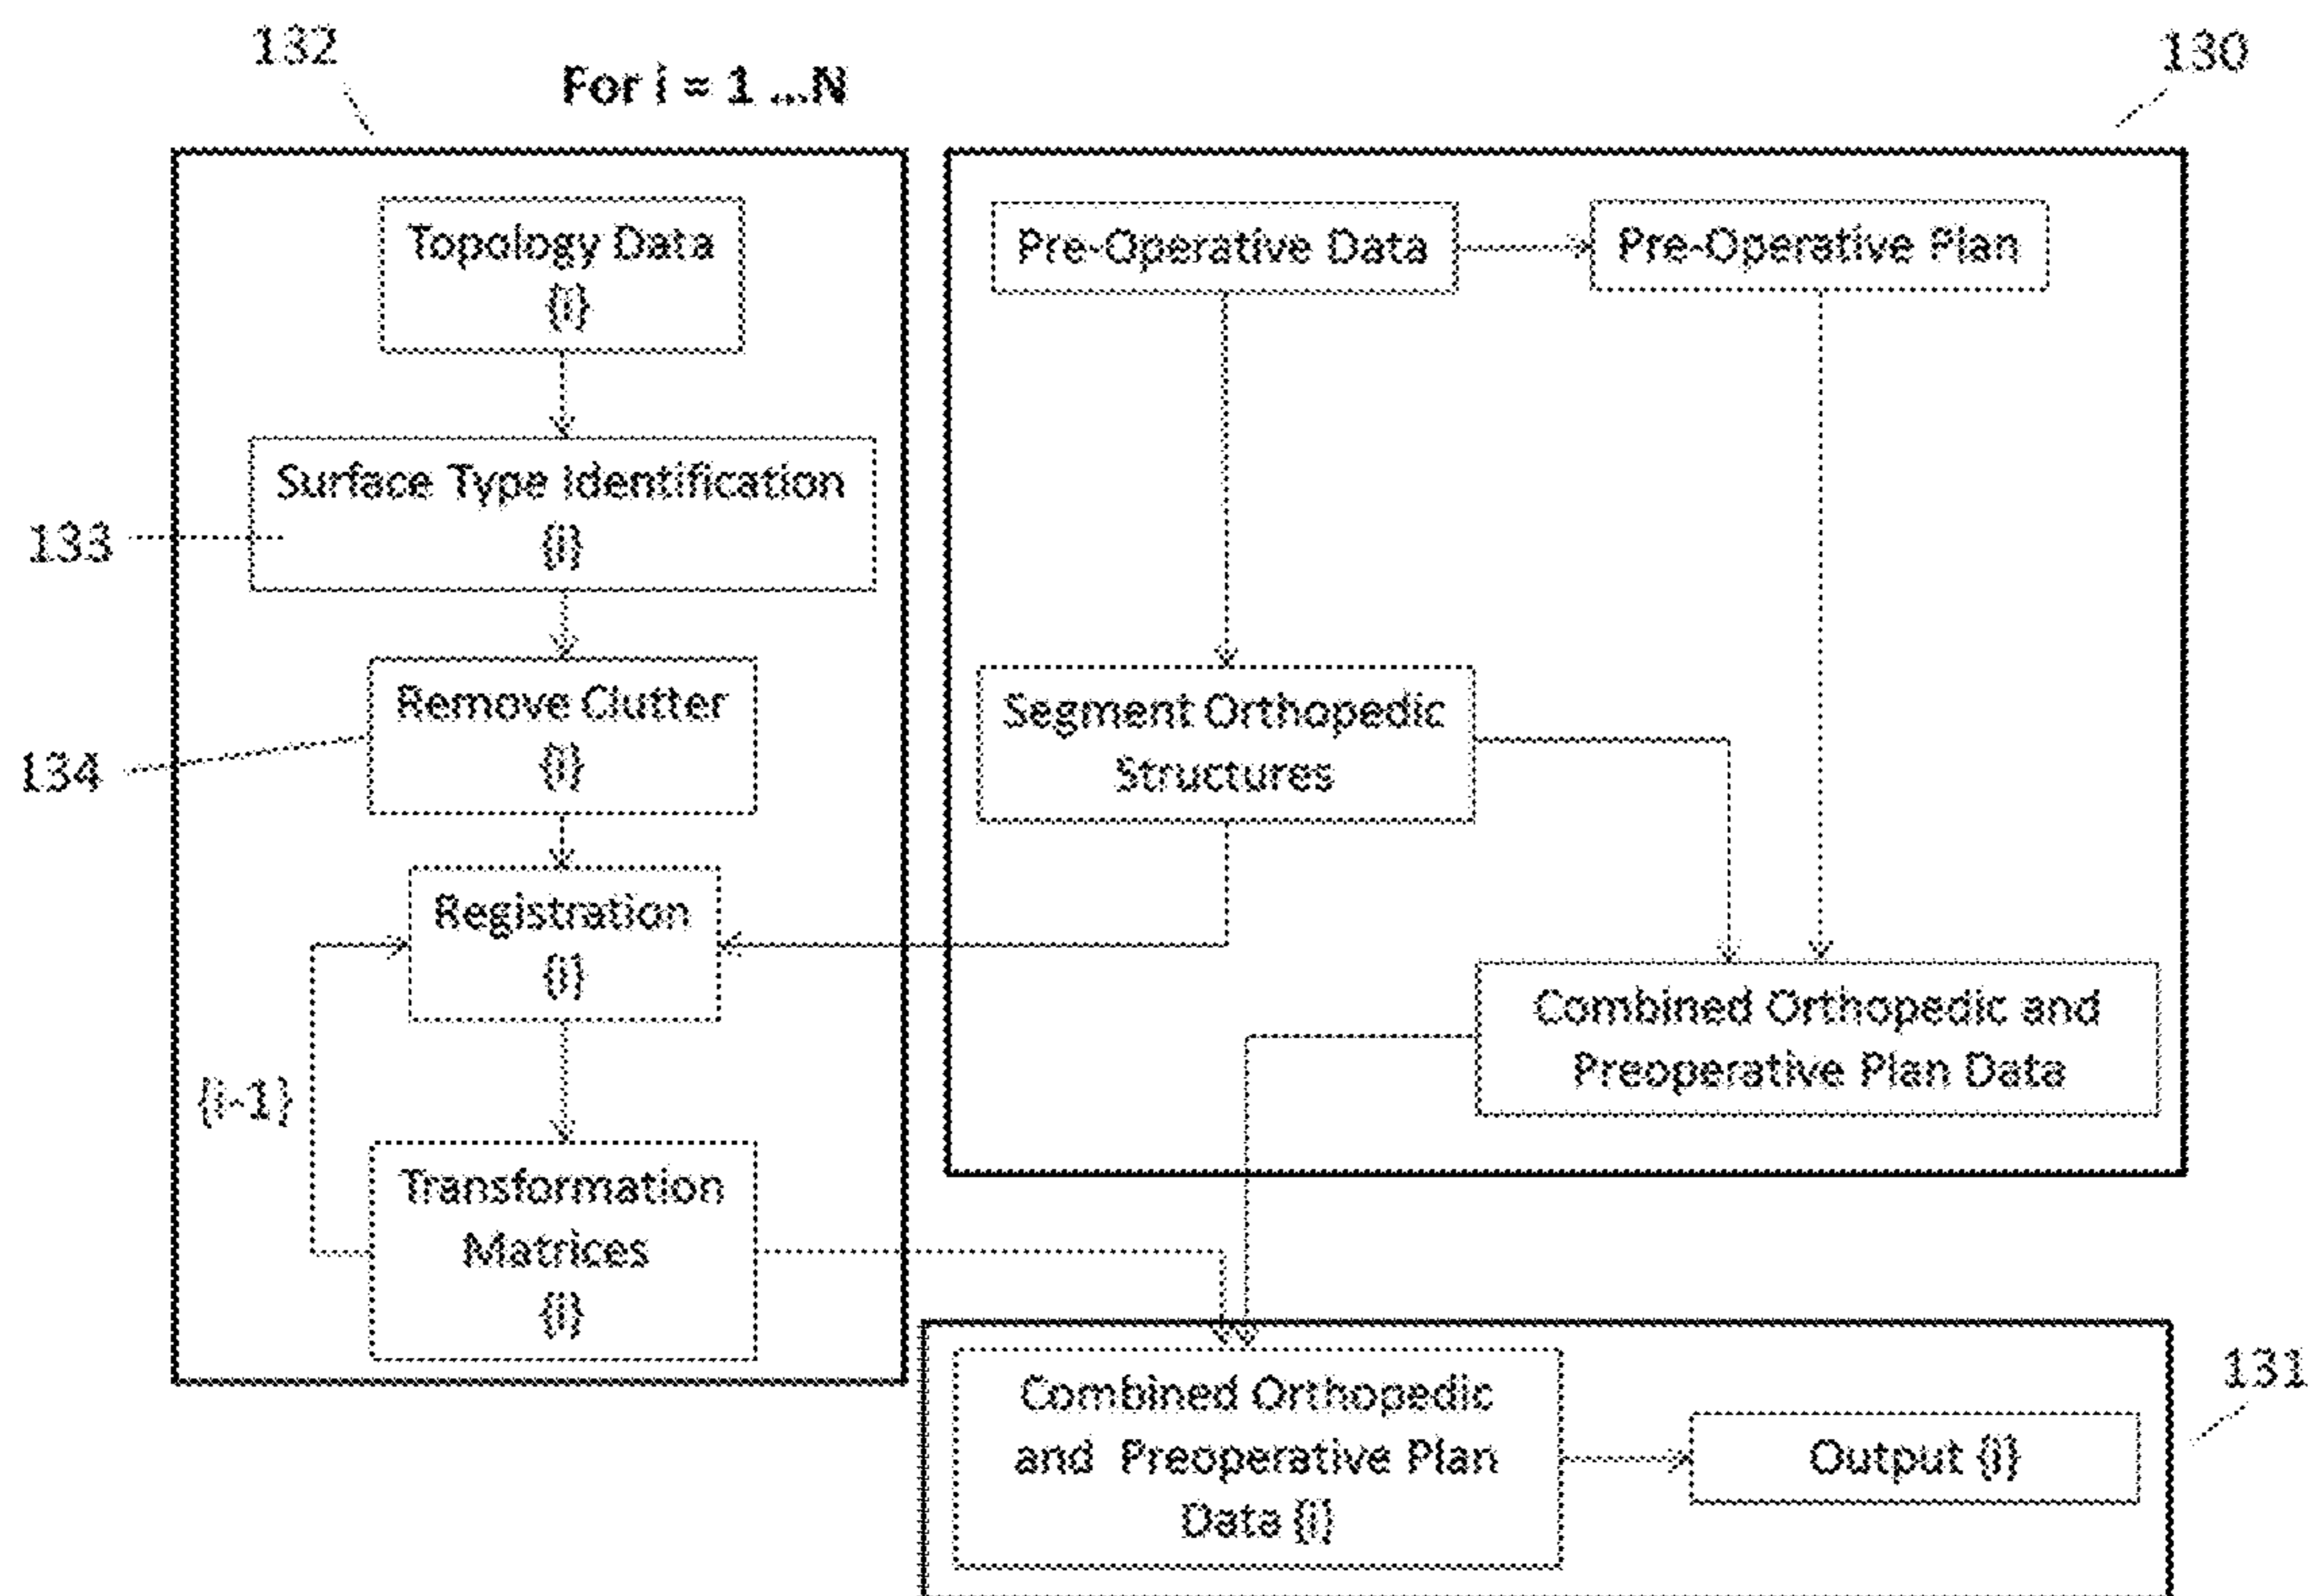 132
For i = 1 ...N
130
Topology Data
{i}
Surface Type Identification
{i}
133
Remove Clutter
{i}
134
Registration
{i}
{i-1}
Transformation
Matrices
{i}
Pre-Operative Data
Pre-Operative Plan
Segment Orthopedic
Structures
Combined Orthopedic and
Preoperative Plan Data
Combined Orthopedic
and Preoperative Plan
Data {i}
Output {i}
131